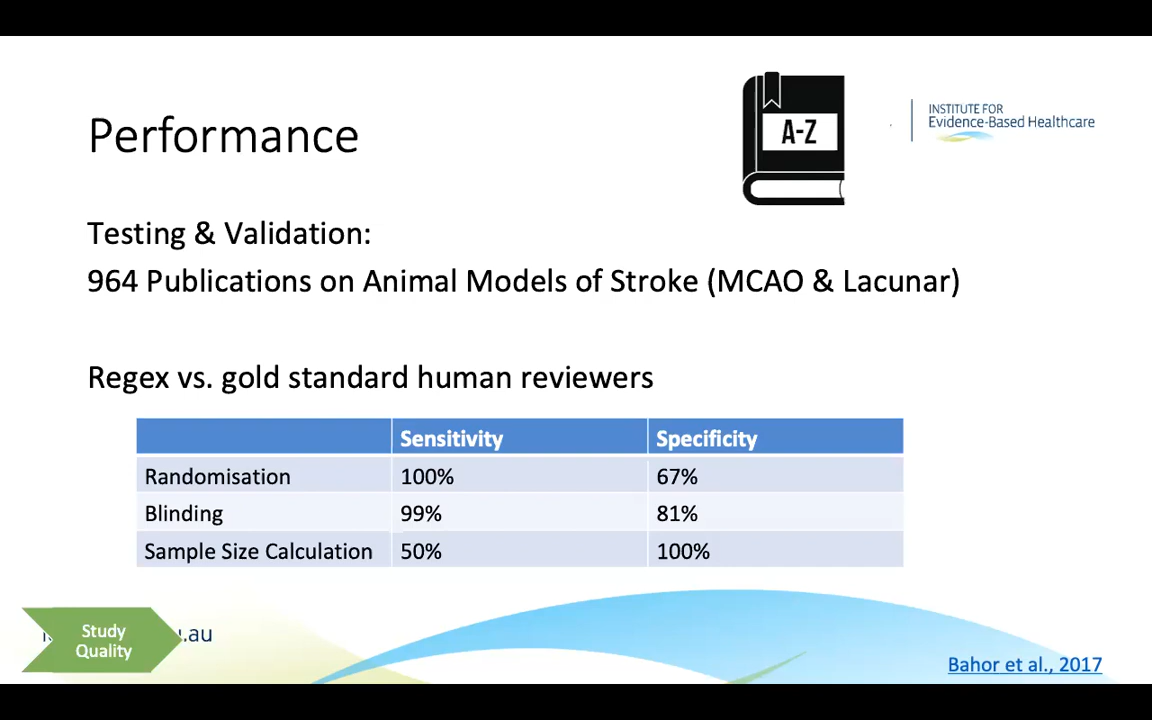 Performance
A-Z
INSTITUTE FOR
Evidence-Based Healthcare
Testing & Validation:
964 Publications on Animal Models of Stroke (MCAO & Lacunar)
Regex vs. gold standard human reviewers
Sensitivity Specificity
Randomisation 100% 67%
Blinding 99% 81%
Sample Size Calculation 50% 100%
Study
Quality
.au
Bahor et al., 2017